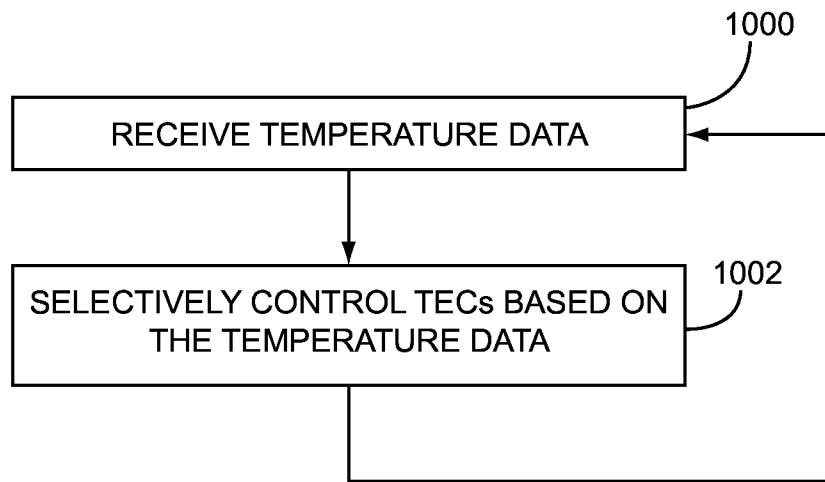 1000
RECEIVE TEMPERATURE DATA
1002
SELECTIVELY CONTROL TECs BASED ON
THE TEMPERATURE DATA